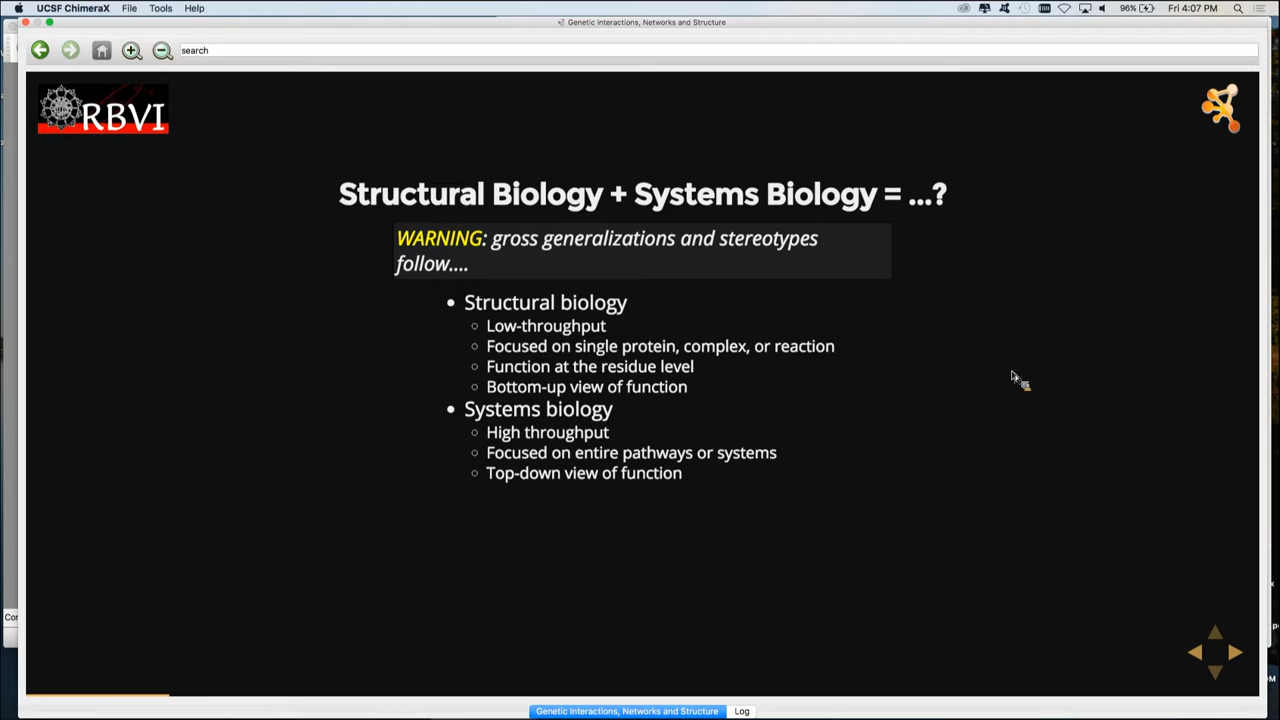 UCSF ChimeraX File Tools Help 96% Fri 4:07 PM
Genetic Interactions, Networks and Structure
search
RBVI
Structural Biology + Systems Biology = ...?
WARNING: gross generalizations and stereotypes
follow....
• Structural biology
○ Low-throughput
○ Focused on single protein, complex, or reaction
○ Function at the residue level
○ Bottom-up view of function
• Systems biology
○ High throughput
○ Focused on entire pathways or systems
○ Top-down view of function
Genetic Interactions, Networks and Structure Log